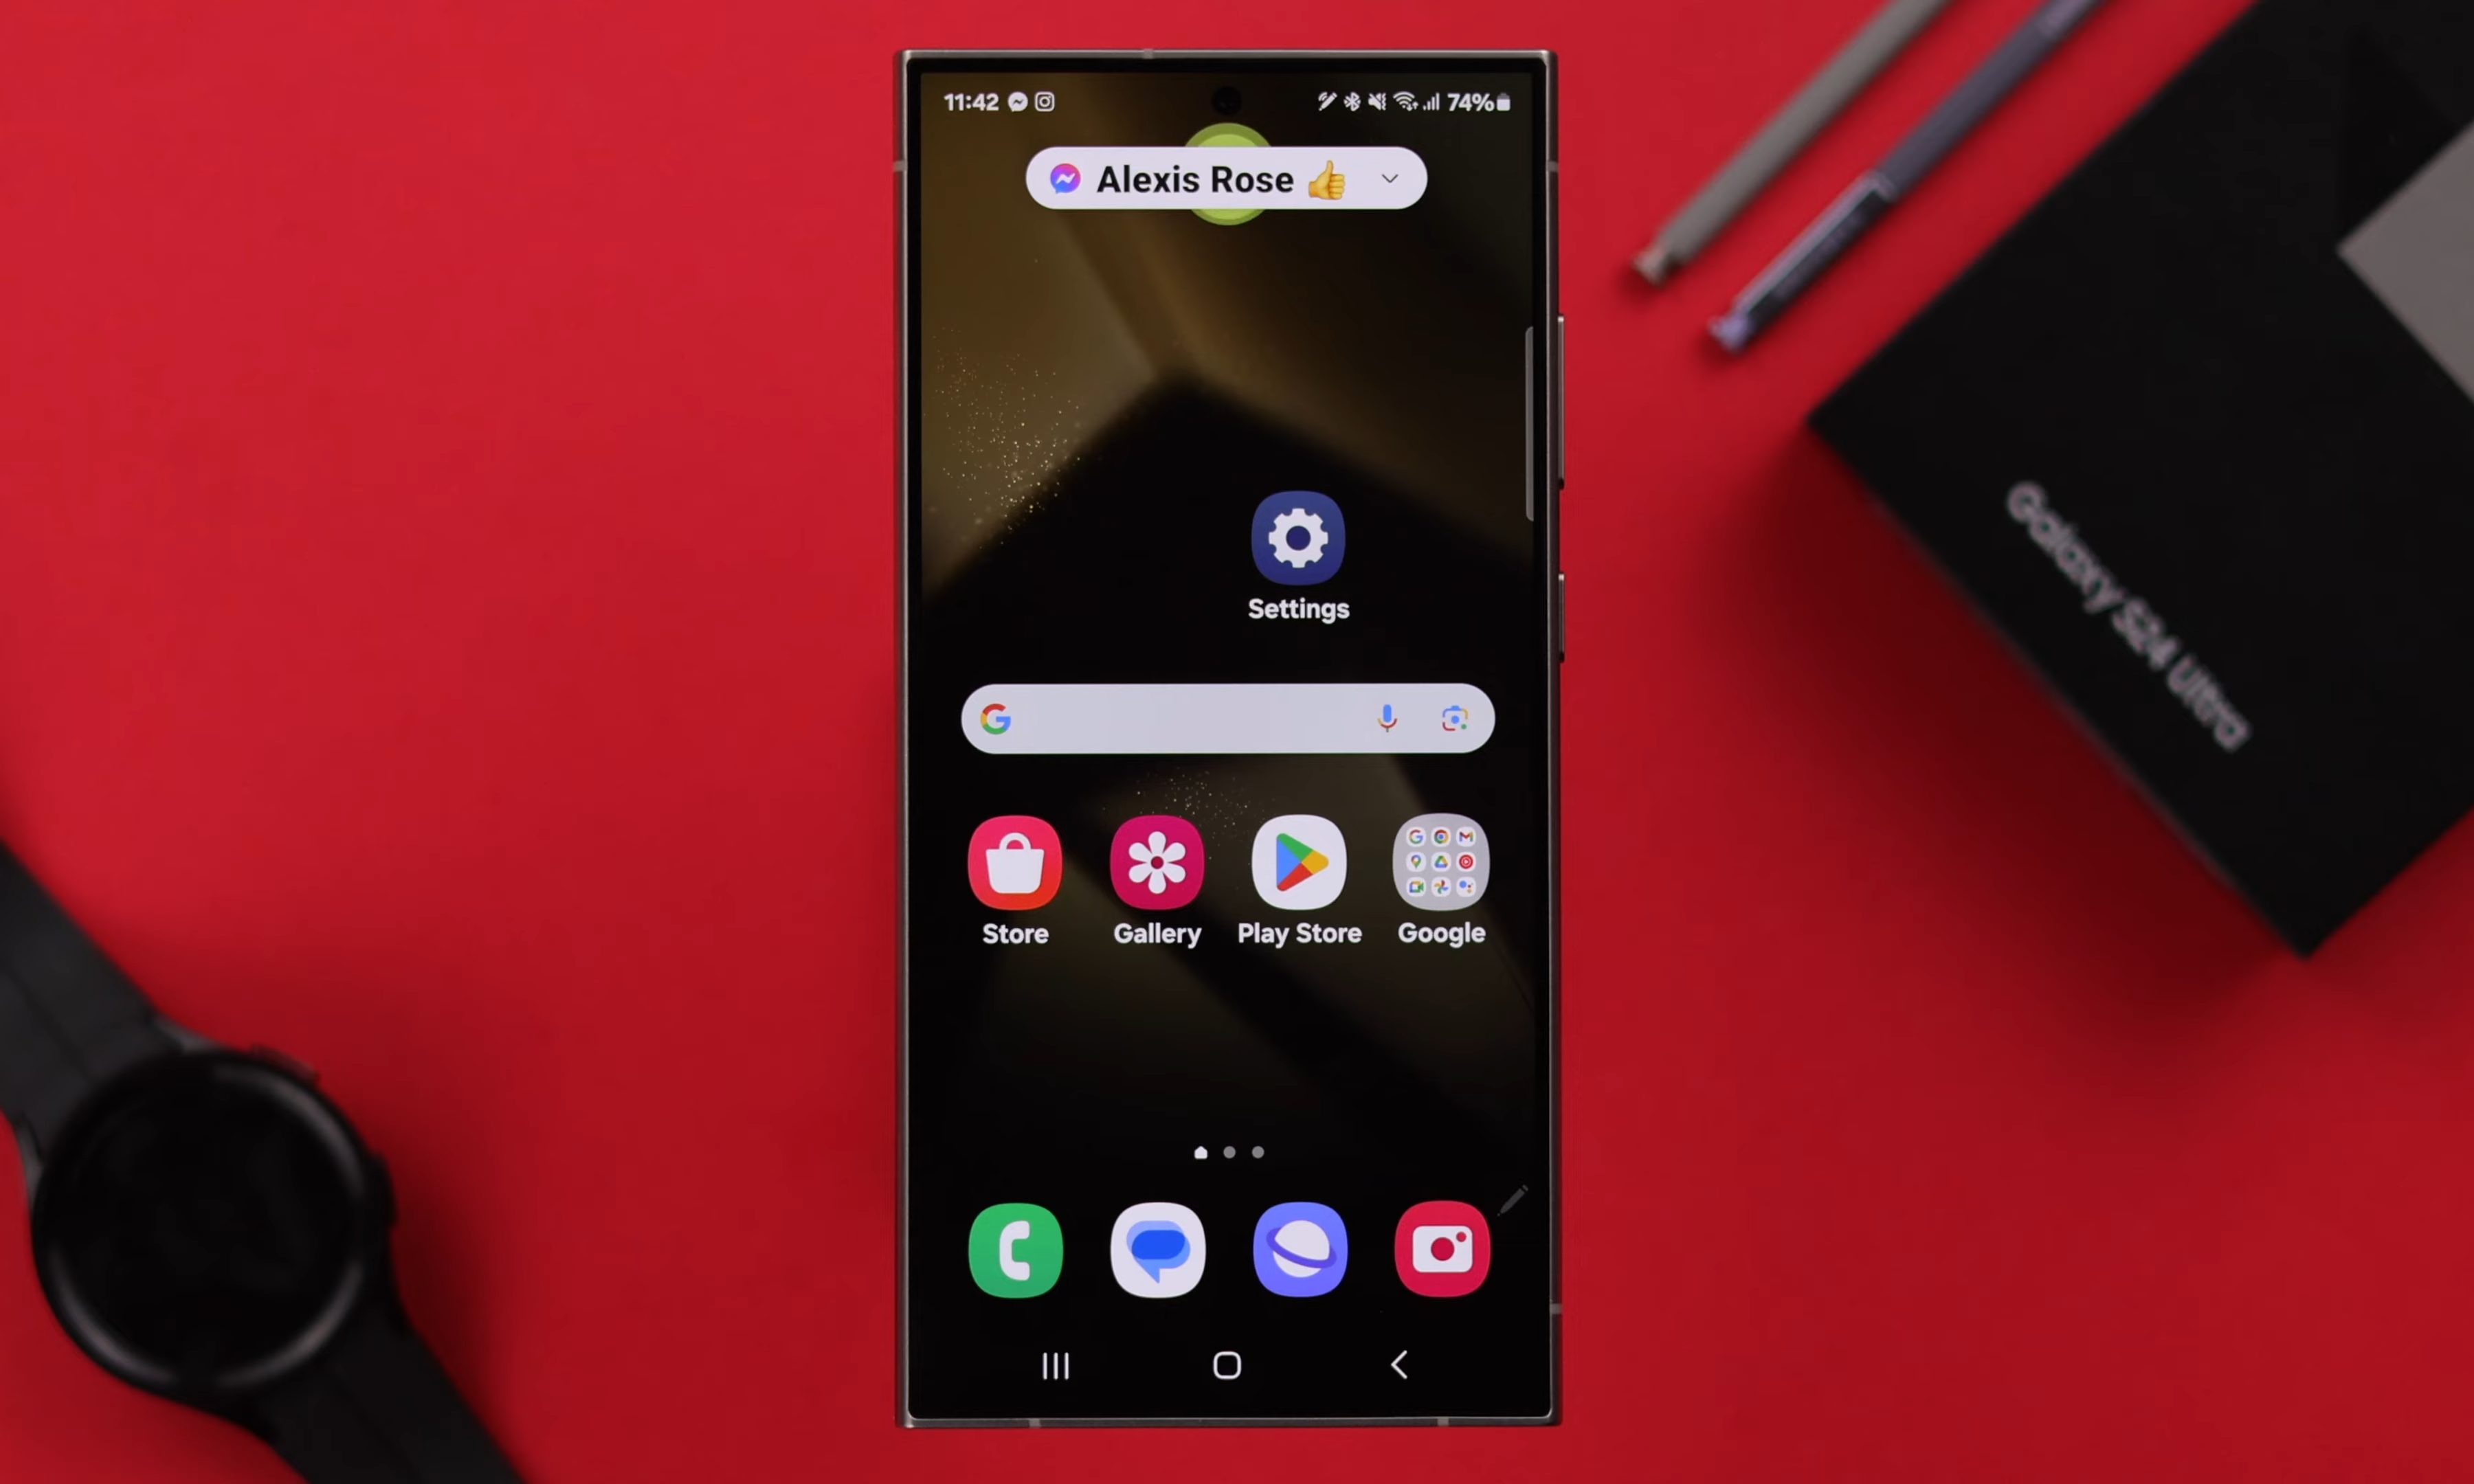 11:42
74%
Alexis Rose 👍
Settings
Store
Gallery
Play Store
Google
Galaxy S24 Ultra